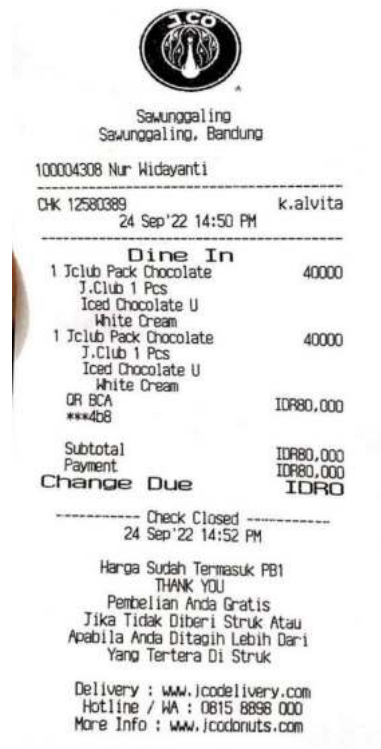 J.CO
Sawunggaling
Sawunggaling, Bandung
100004308 Nur Widayanti
CHK 12580389 k.alvita
24 Sep'22 14:50 PM
Dine In
1 Jclub Pack Chocolate 40000
J.Club 1 Pcs
Iced Chocolate U
White Cream
1 Jclub Pack Chocolate 40000
J.Club 1 Pcs
Iced Chocolate U
White Cream
QR BCA IDR80,000
***4b8
Subtotal IDR80,000
Payment IDR80,000
Change Due IDR0
------------ Check Closed ------------
24 Sep'22 14:52 PM
Harga Sudah Termasuk PB1
THANK YOU
Pembelian Anda Gratis
Jika Tidak Diberi Struk Atau
Apabila Anda Ditagih Lebih Dari
Yang Tertera Di Struk
Delivery : www.jcodelivery.com
Hotline / WA : 0815 8898 000
More Info : www.jcodonuts.com